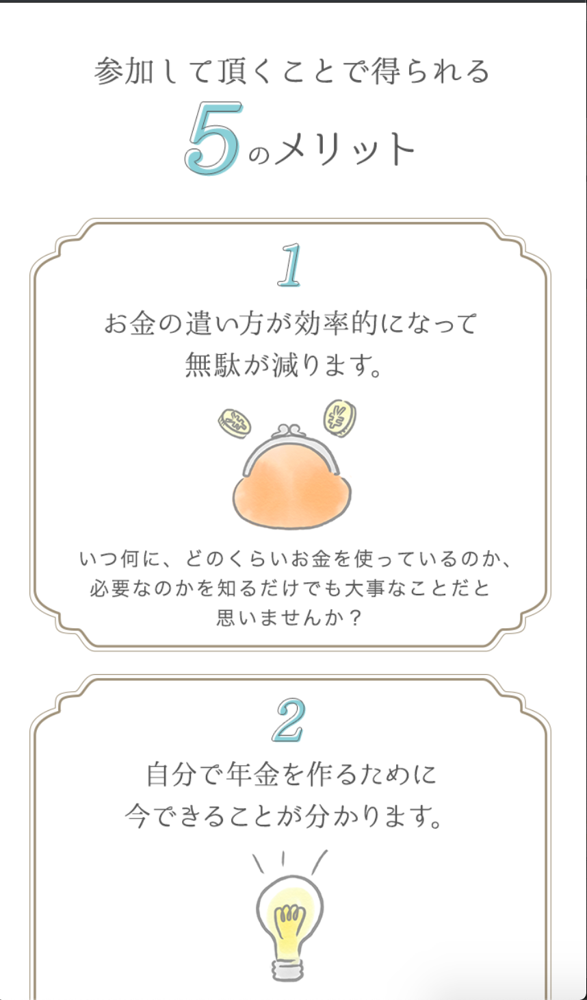 参加して頂くことで得られる
5のメリット
1
お金の遣い方が効率的になって
無駄が減ります。
¥
¥
いつ何に、どのくらいお金を使っているのか、
必要なのかを知るだけでも大事なことだと
思いませんか？
2
自分で年金を作るために
今できることが分かります。